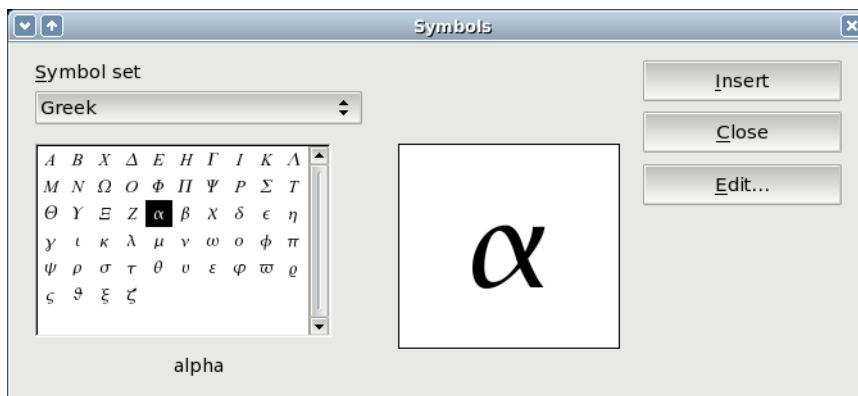 Symbols
Symbol set
Greek
Insert
Close
Edit...
Α Β Χ Δ Ε Η Γ Ι Κ Λ
Μ Ν Ω Ο Φ Π Ψ Ρ Σ Τ
Θ Υ Ξ Ζ α β χ δ ϵ η
γ ι κ λ μ ν ω ο ϕ π
ψ ρ σ τ θ υ ε φ ϖ ϱ
ς ϑ ξ ζ
α
alpha